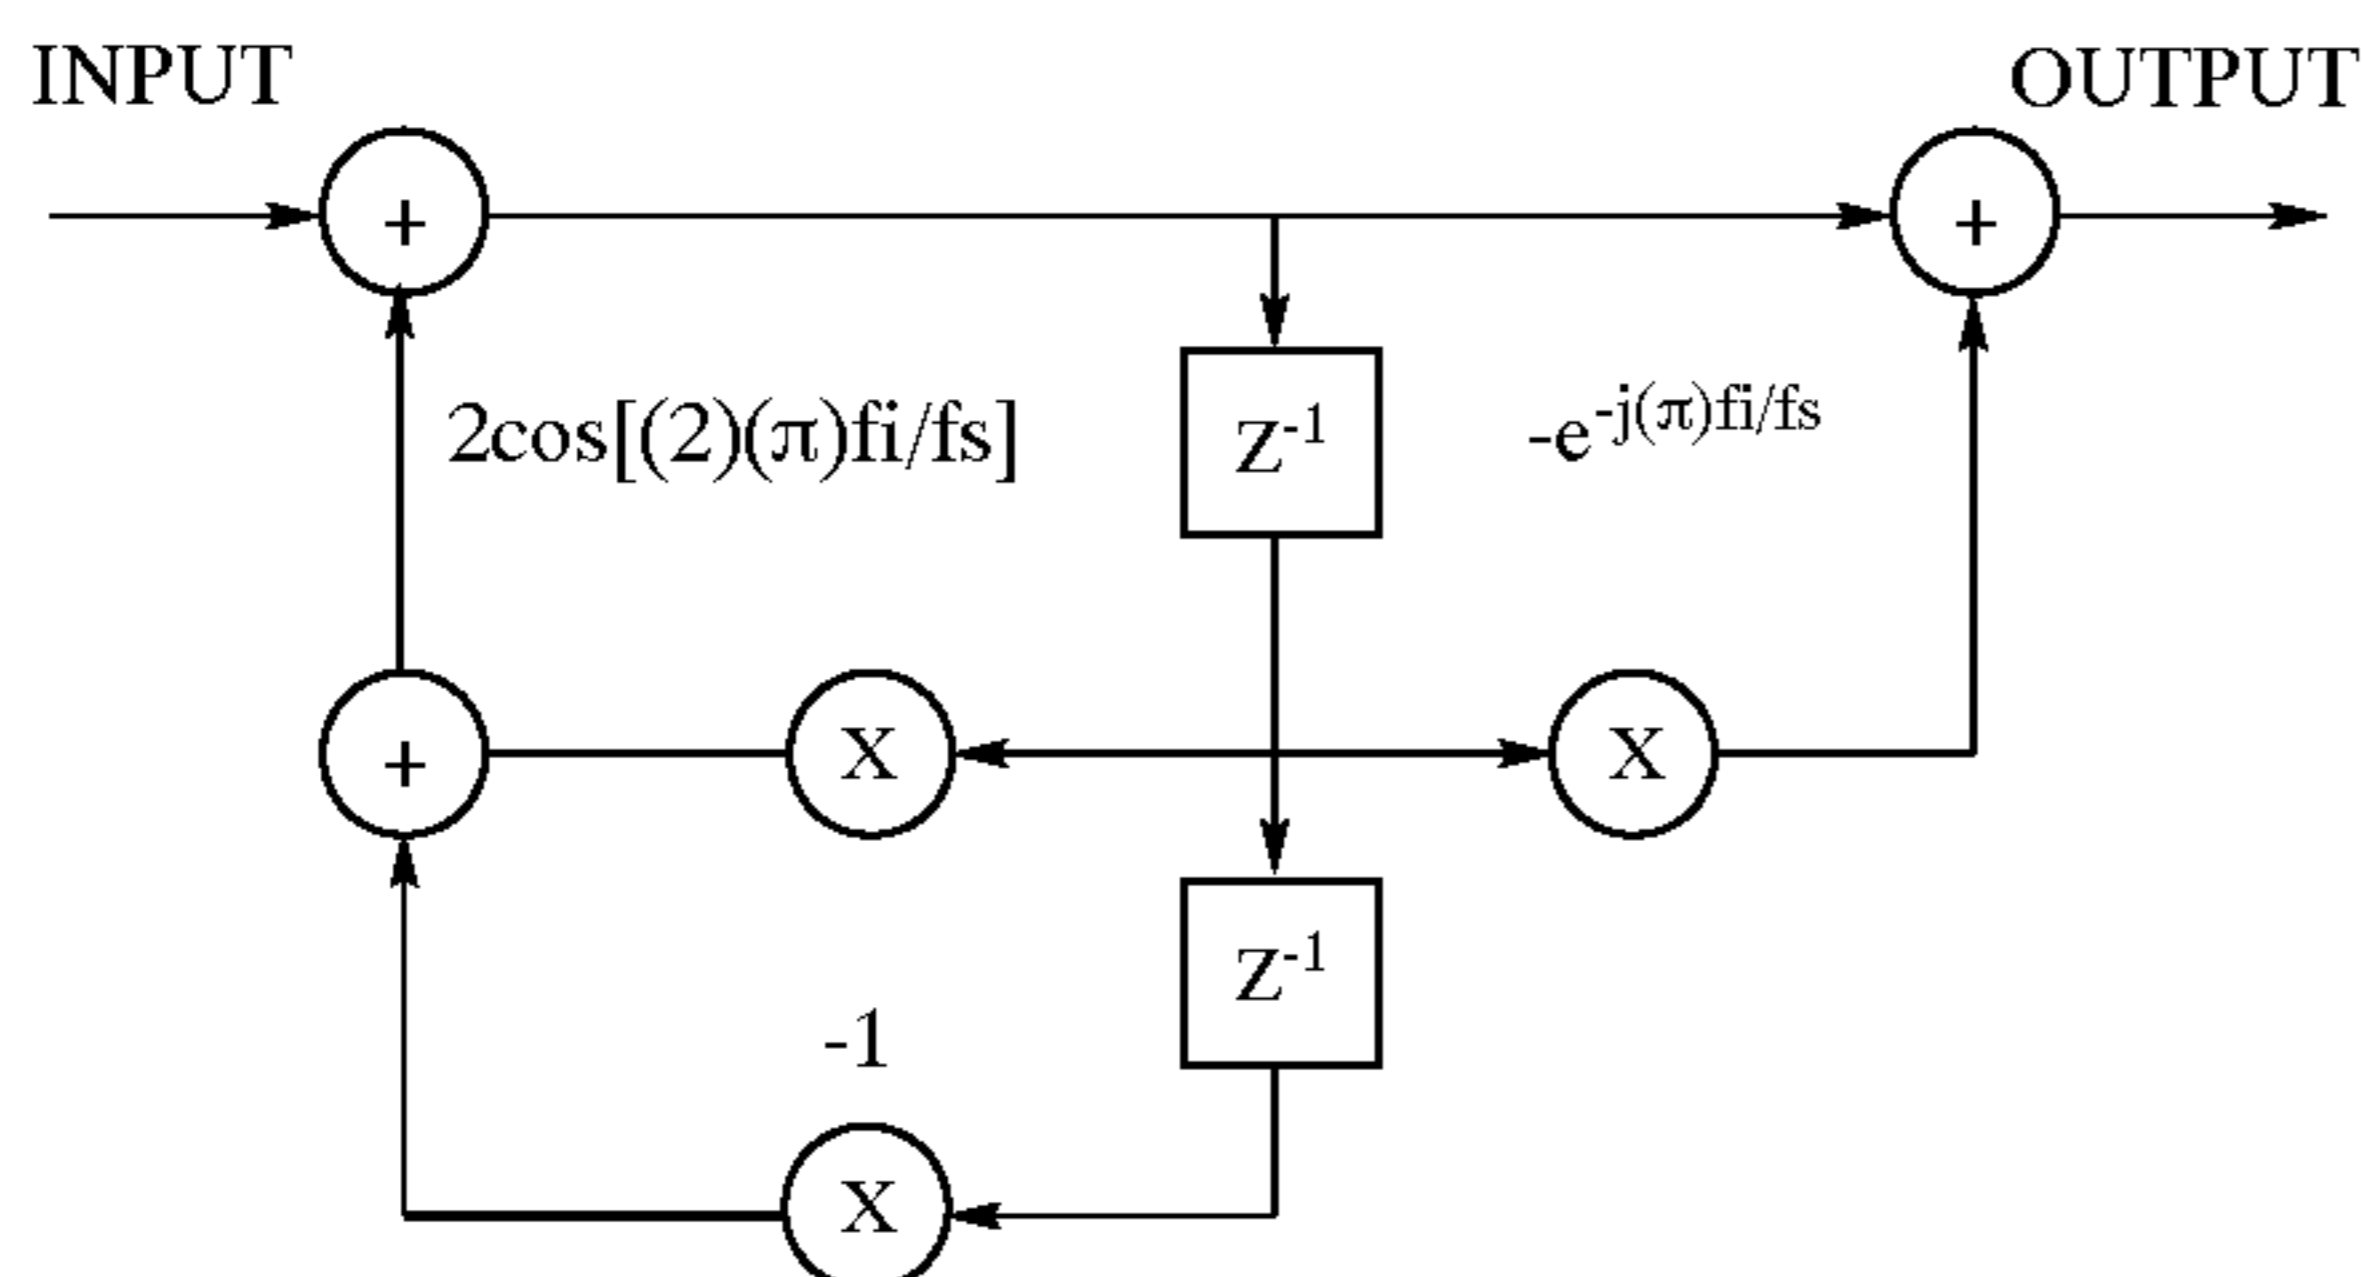 INPUT
OUTPUT
+
+
2cos[(2)(π)fi/fs]
Z-1
-e-j(π)fi/fs
+
X
X
Z-1
-1
X